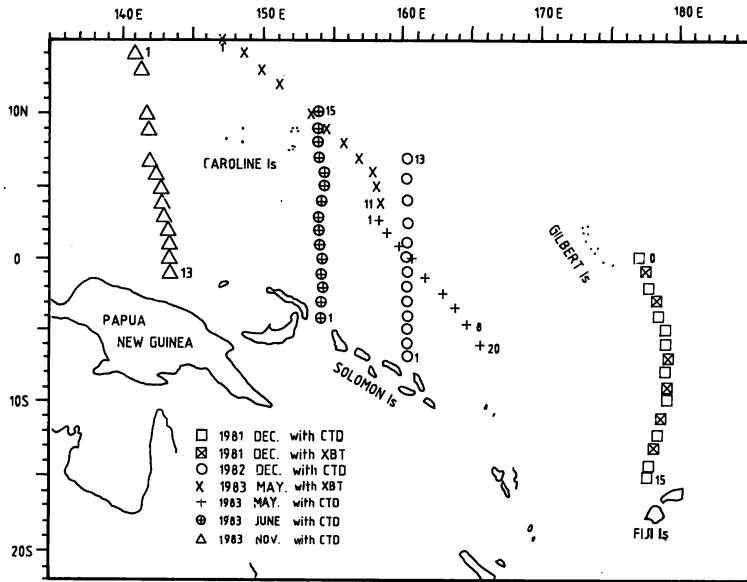 140E 150E 160E 170E 180E
1 1 15
10N
CAROLINE Is
13
11
1
GILBERT Is
0 0
13
PAPUA
NEW GUINEA
1
8
20
1
SOLOMON Is
10S
15
FIJI Is
20S
□ 1981 DEC. with CTD
⊠ 1981 DEC. with XBT
○ 1982 DEC. with CTD
X 1983 MAY. with XBT
+ 1983 MAY. with CTD
⊕ 1983 JUNE with CTD
△ 1983 NOV. with CTD